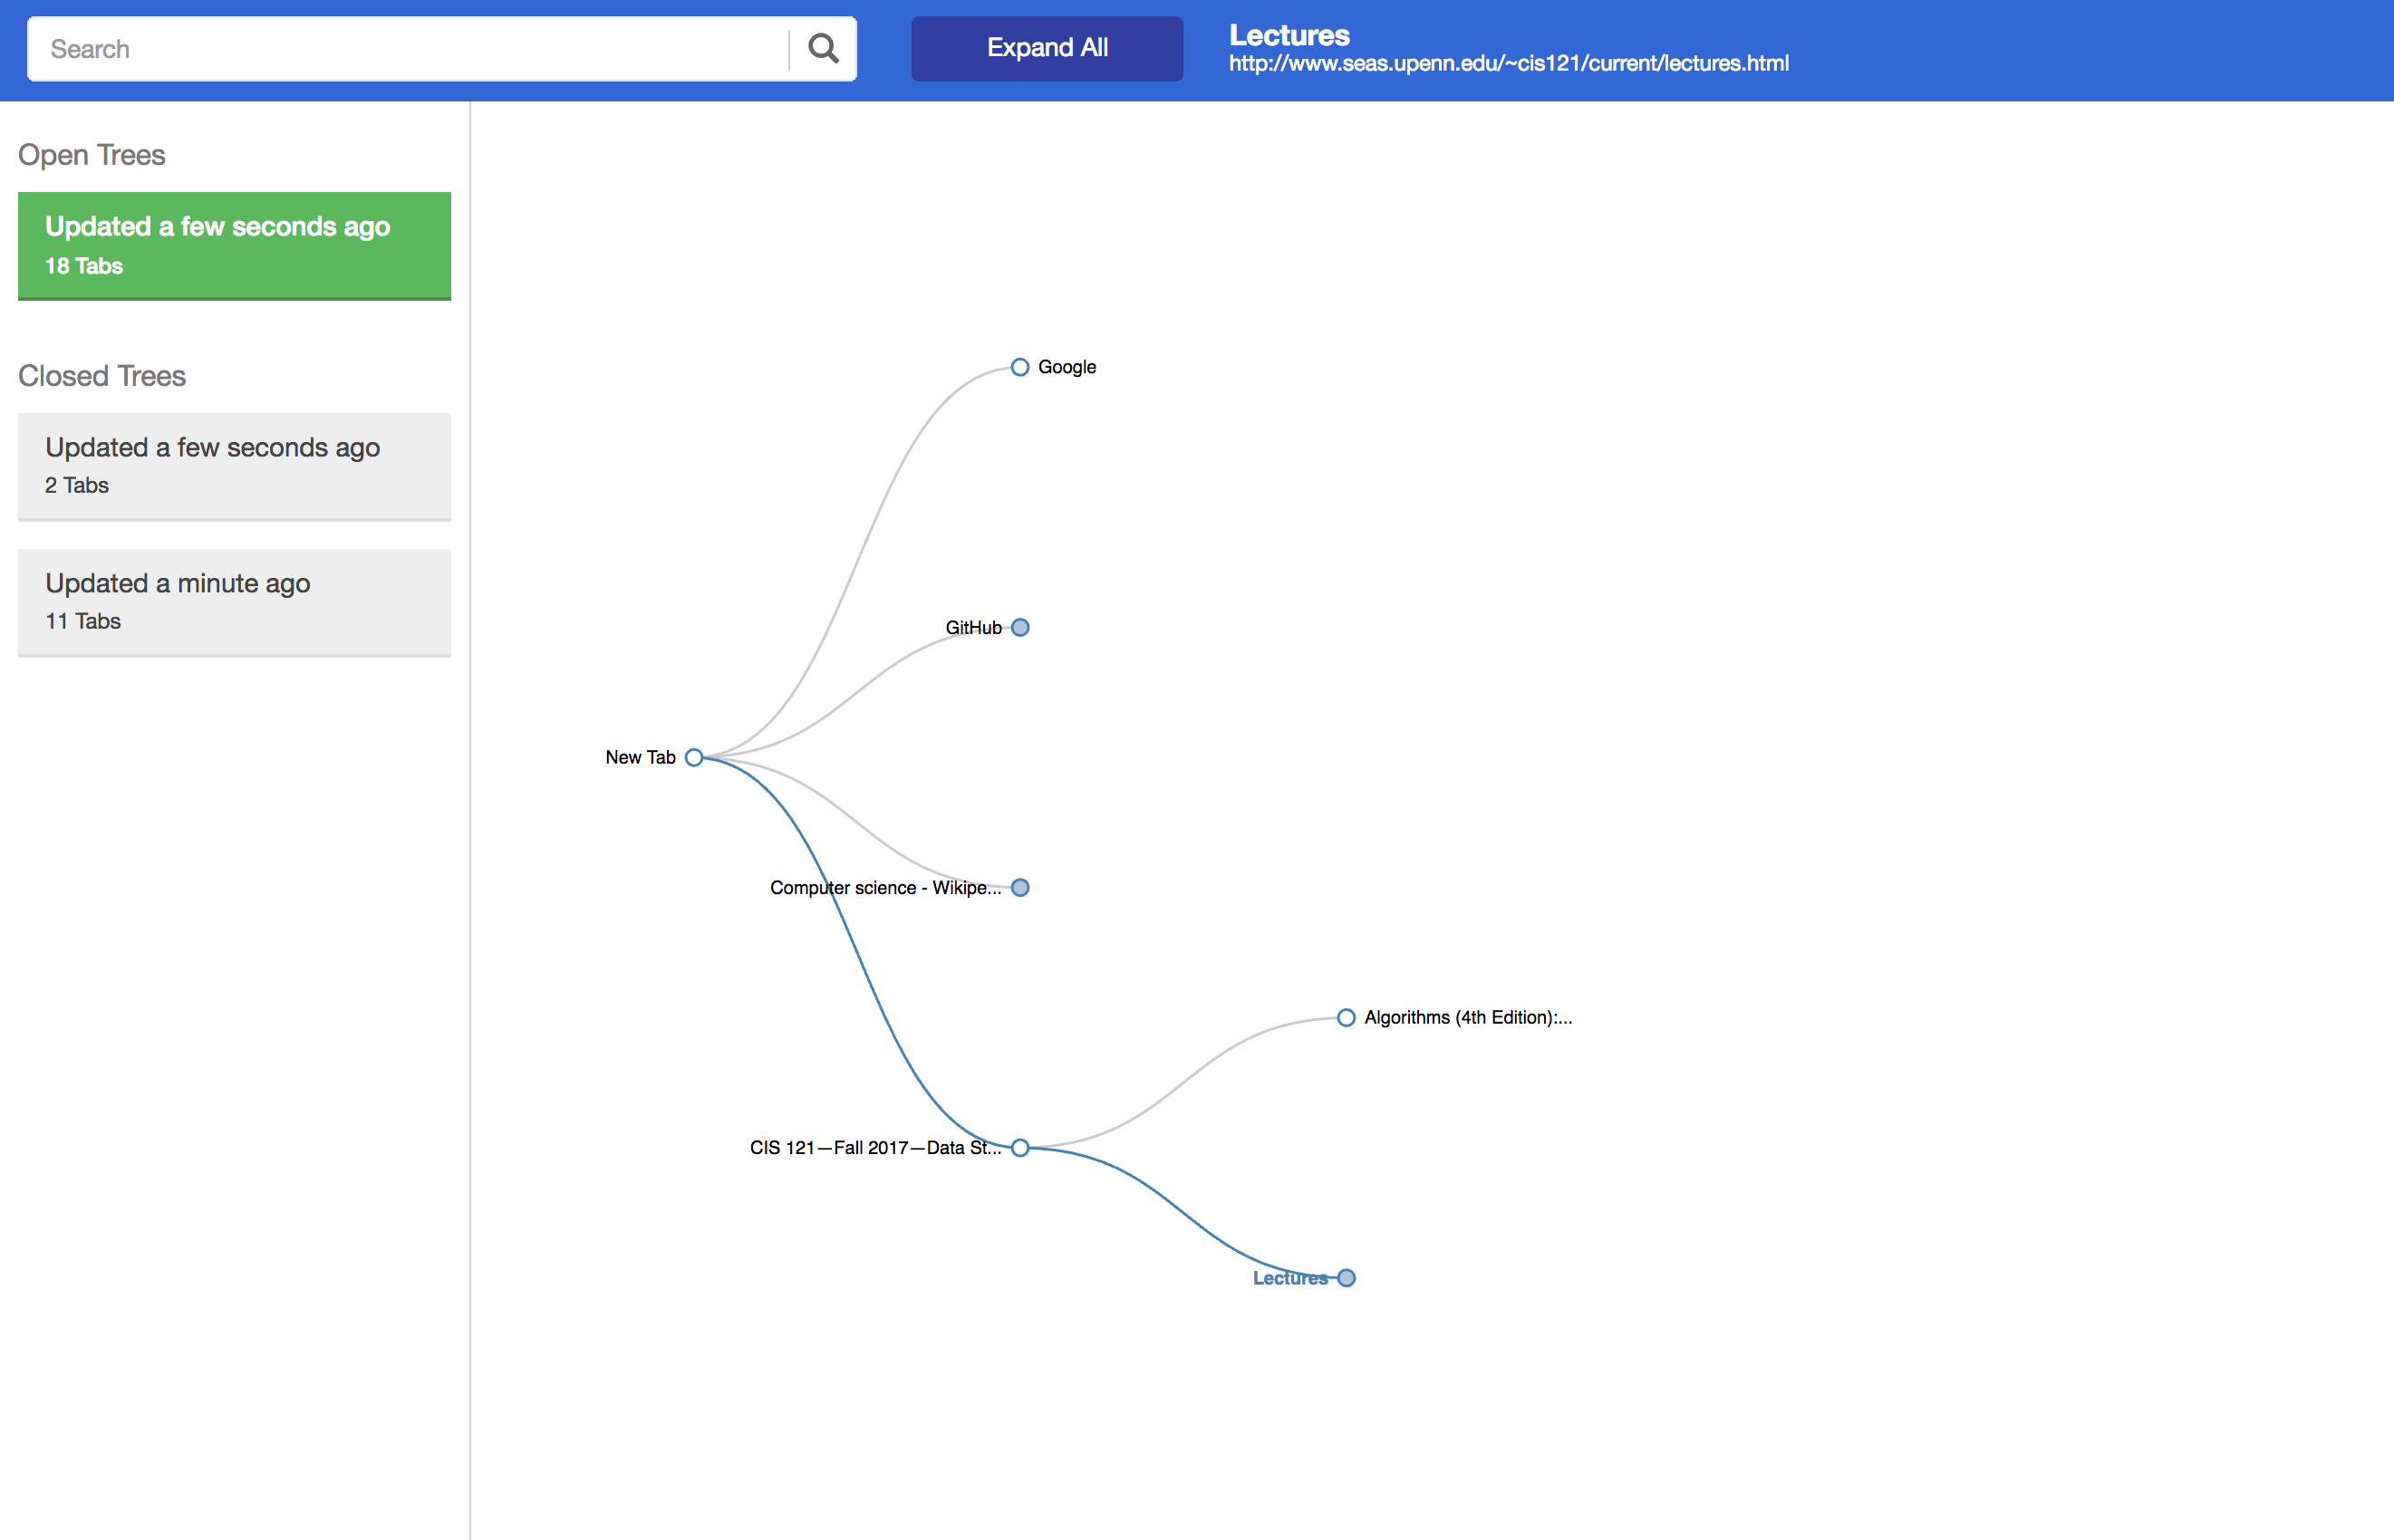 Search
Expand All
Lectures
http://www.seas.upenn.edu/~cis121/current/lectures.html
Open Trees
Updated a few seconds ago
18 Tabs
Closed Trees
Updated a few seconds ago
2 Tabs
Updated a minute ago
11 Tabs
Google
GitHub
New Tab
Computer science - Wikipe...
Algorithms (4th Edition):...
CIS 121—Fall 2017—Data St...
Lectures